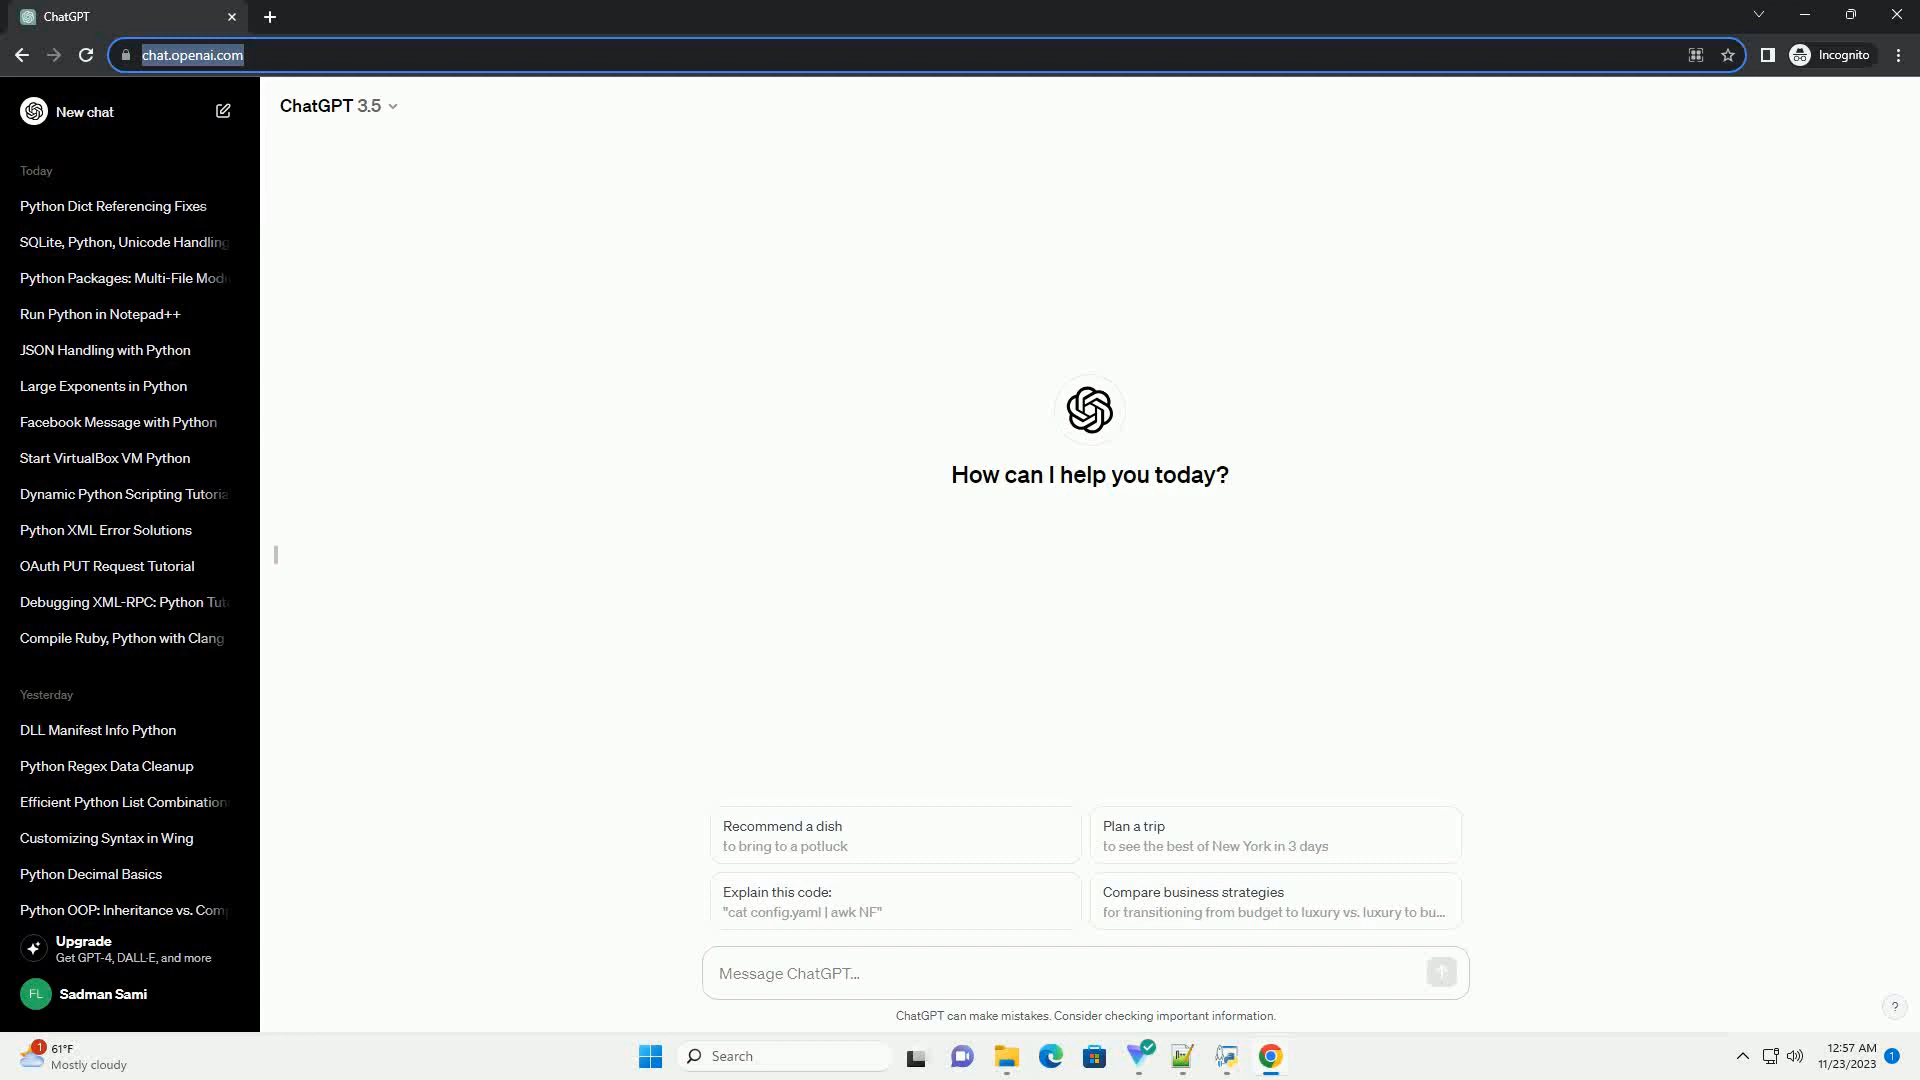 ChatGPT
chat.openai.com
Incognito
New chat
ChatGPT 3.5
Today
Python Dict Referencing Fixes
SQLite, Python, Unicode Handling
Python Packages: Multi-File Mod
Run Python in Notepad++
JSON Handling with Python
Large Exponents in Python
Facebook Message with Python
Start VirtualBox VM Python
Dynamic Python Scripting Tutoria
Python XML Error Solutions
OAuth PUT Request Tutorial
Debugging XML-RPC: Python Tut
Compile Ruby, Python with Clang
Yesterday
DLL Manifest Info Python
Python Regex Data Cleanup
Efficient Python List Combination
Customizing Syntax in Wing
Python Decimal Basics
Python OOP: Inheritance vs. Com
Upgrade
Get GPT-4, DALL·E, and more
FL
Sadman Sami
How can I help you today?
Recommend a dish
to bring to a potluck
Plan a trip
to see the best of New York in 3 days
Explain this code:
"cat config.yaml | awk NF"
Compare business strategies
for transitioning from budget to luxury vs. luxury to bu...
Message ChatGPT...
ChatGPT can make mistakes. Consider checking important information.
?
1
61°F
Mostly cloudy
Search
12:57 AM
11/23/2023
1